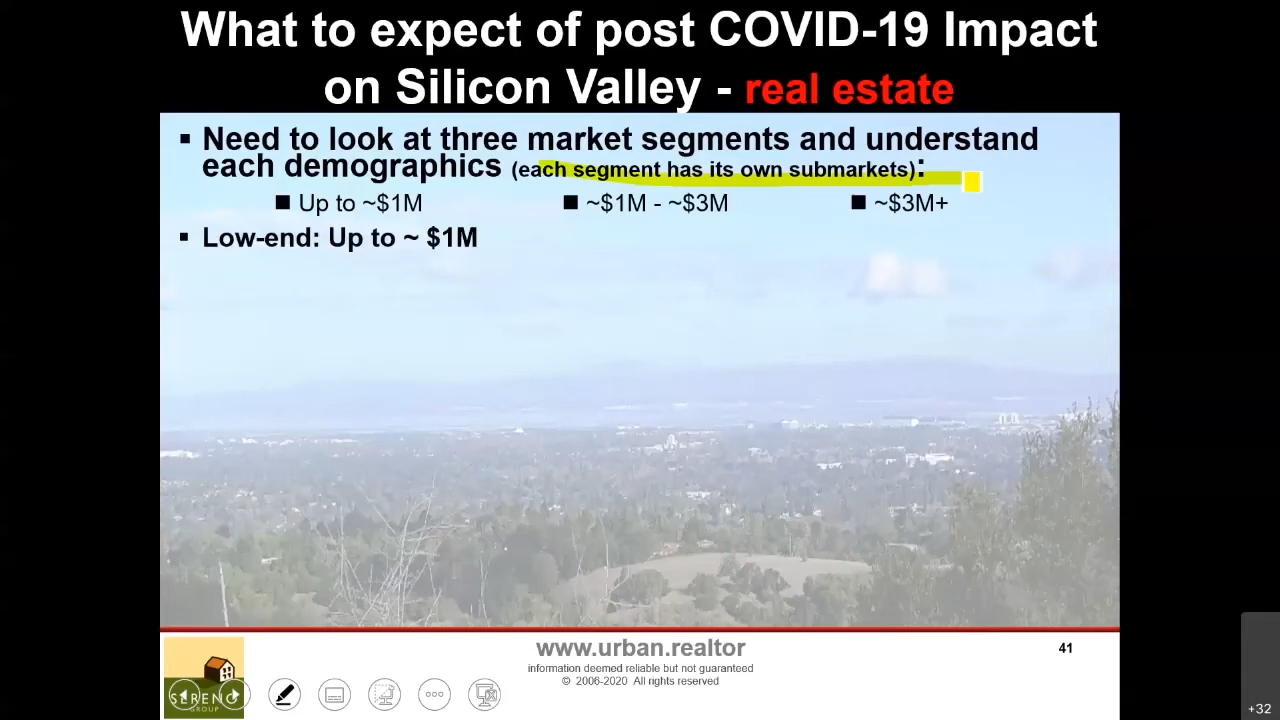 What to expect of post COVID-19 Impact
on Silicon Valley - real estate
▪ Need to look at three market segments and understand
each demographics (each segment has its own submarkets):
■ Up to ~$1M ■ ~$1M - ~$3M ■ ~$3M+
▪ Low-end: Up to ~ $1M
www.urban.realtor
41
information deemed reliable but not guaranteed
© 2006-2020 All rights reserved
SERENO
GROUP
+32